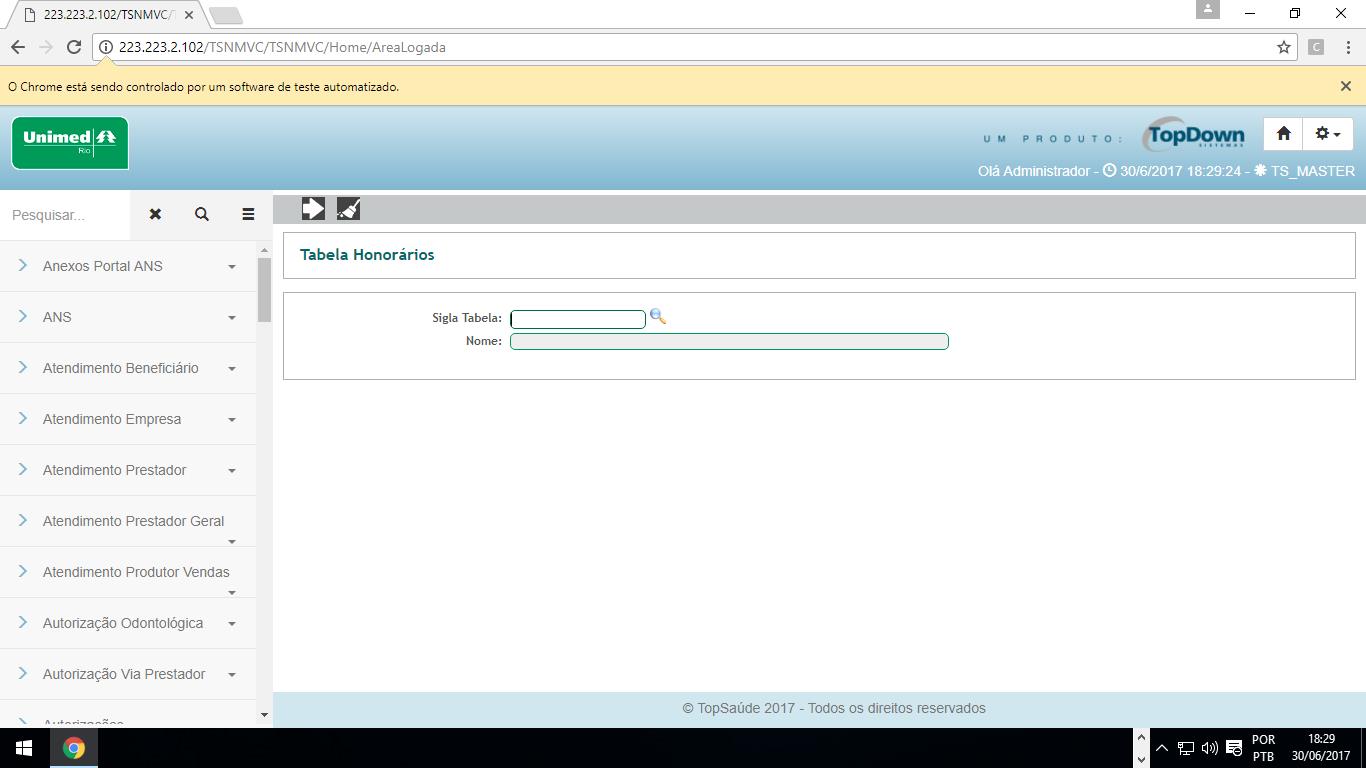 223.223.2.102/TSNMVC/
223.223.2.102/TSNMVC/TSNMVC/Home/AreaLogada
C
O Chrome está sendo controlado por um software de teste automatizado.
Unimed
Rio
UM PRODUTO:
TopDown
SISTEMAS
Olá Administrador - 30/6/2017 18:29:24 - TS_MASTER
Pesquisar...
Anexos Portal ANS
ANS
Atendimento Beneficiário
Atendimento Empresa
Atendimento Prestador
Atendimento Prestador Geral
Atendimento Produtor Vendas
Autorização Odontológica
Autorização Via Prestador
Autorizações
Tabela Honorários
Sigla Tabela:
Nome:
© TopSaúde 2017 - Todos os direitos reservados
POR
PTB
18:29
30/06/2017